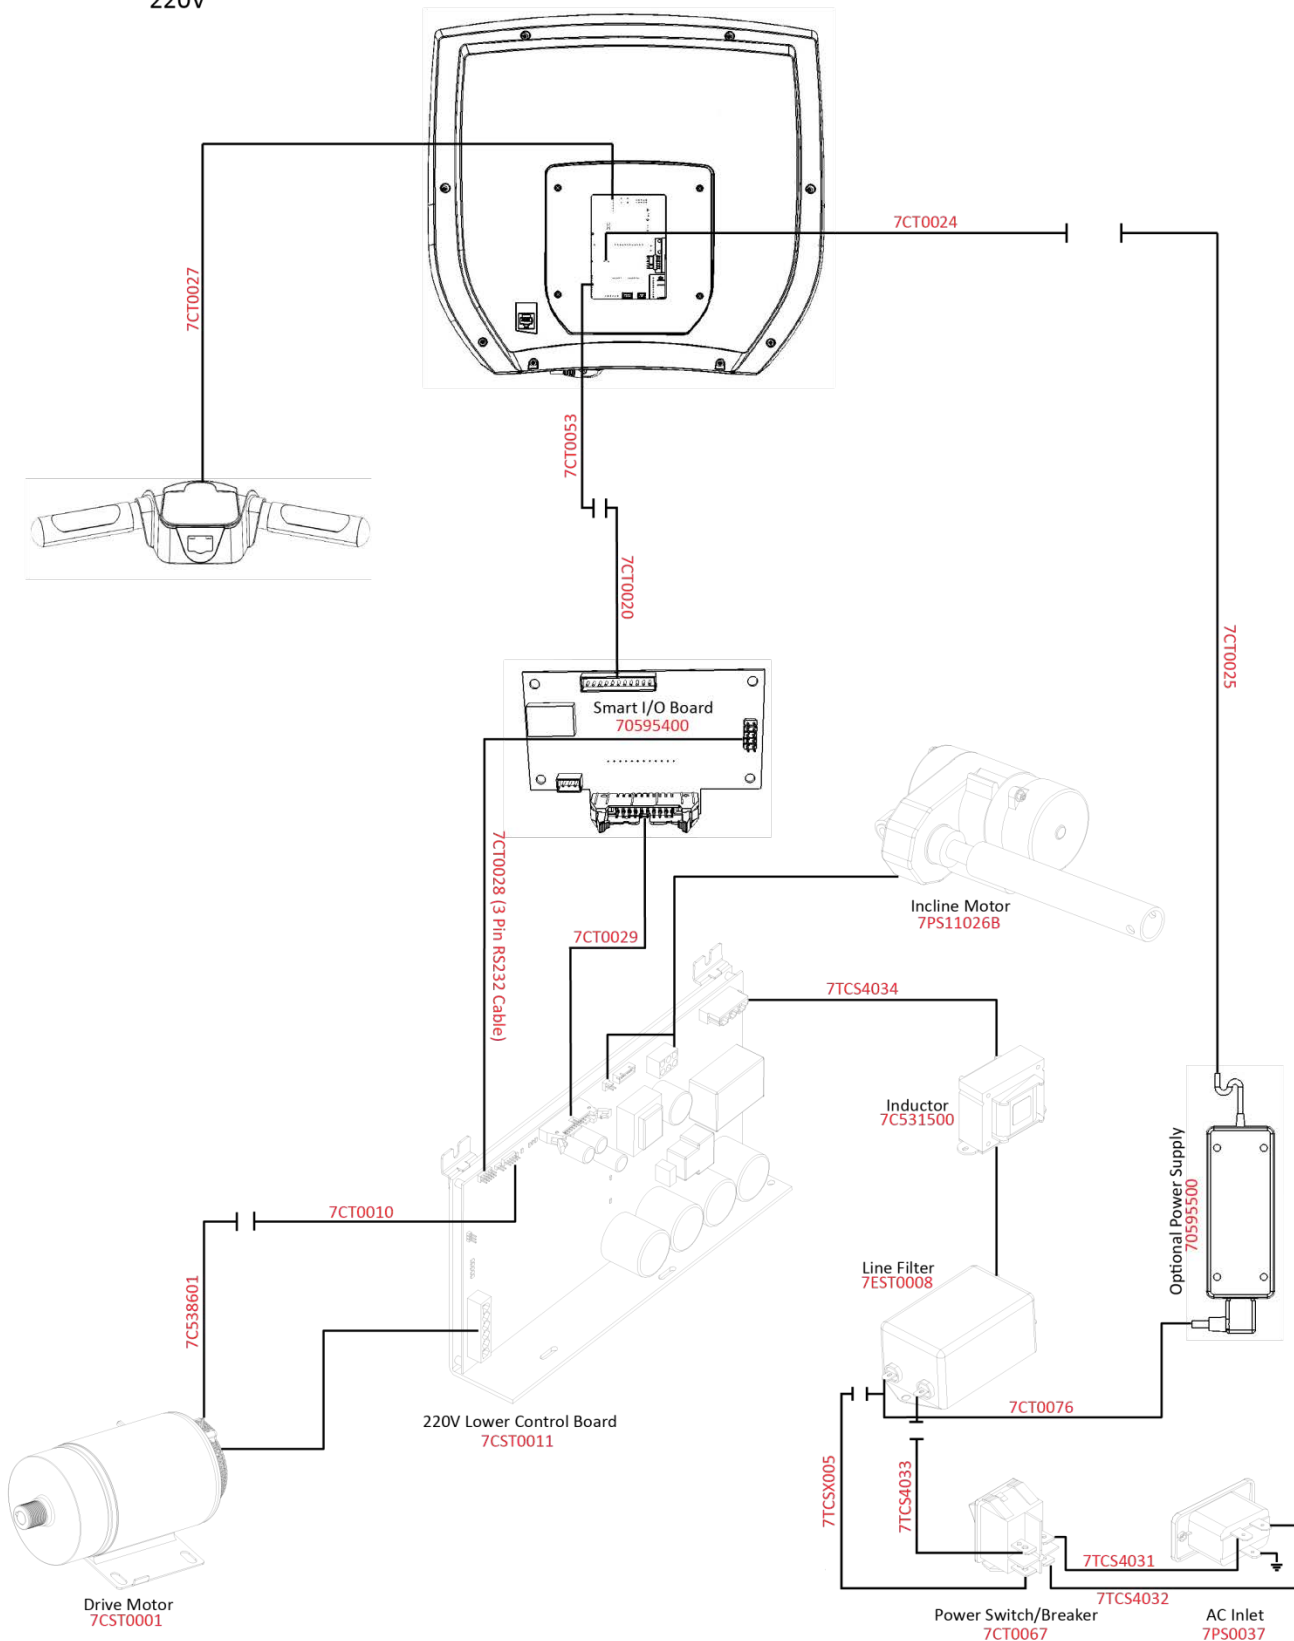 220V
7CT0024
7CT0027
7CT0053
7CT0020
7CT0025
Smart I/O Board
70595400
7CT0028 (3 Pin RS232 Cable)
7CT0029
Incline Motor
7PS11026B
7TCS4034
Inductor
7C531500
Optional Power Supply
70595500
7CT0010
7C538601
Line Filter
7EST0008
7CT0076
220V Lower Control Board
7CST0011
7TCSX005
7TCS4033
7TCS4031
7TCS4032
Drive Motor
7CST0001
Power Switch/Breaker
7CT0067
AC Inlet
7PS0037